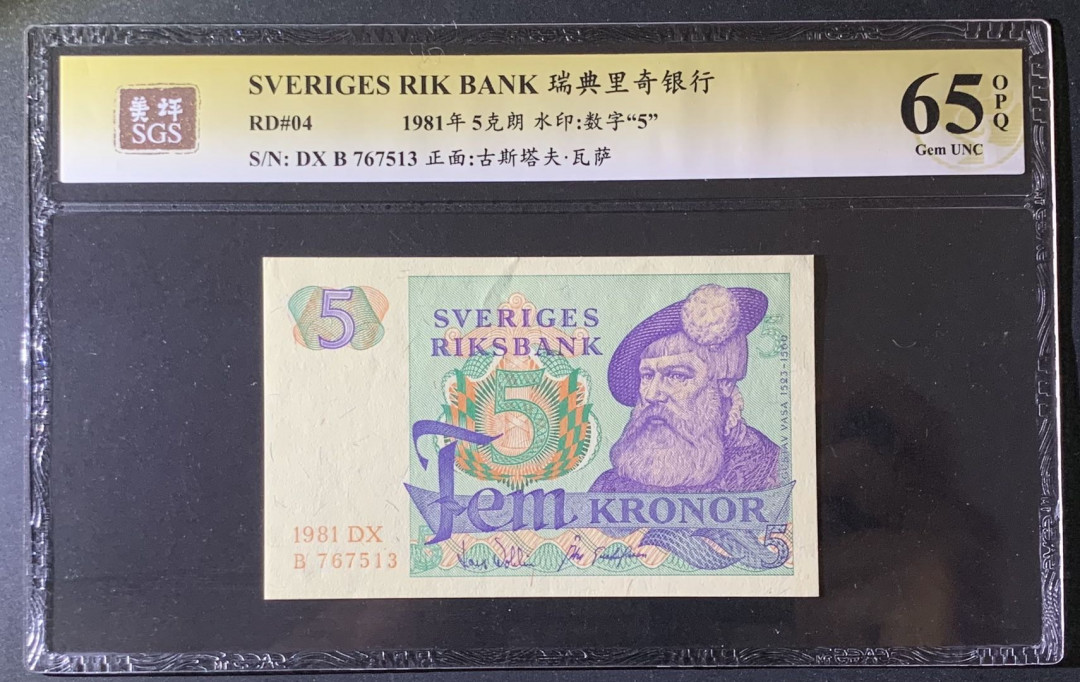 SVERIGES RIK BANK 瑞典里奇银行
RD#04 1981年 5克朗 水印:数字“5”
S/N: DX B 767513 正面:古斯塔夫·瓦萨
美评
SGS
65
OPQ
Gem UNC
5
SVERIGES
RIKSBANK
5
Fem KRONOR
GUSTAV VASA 1523-1560
1981 DX
B 767513
5